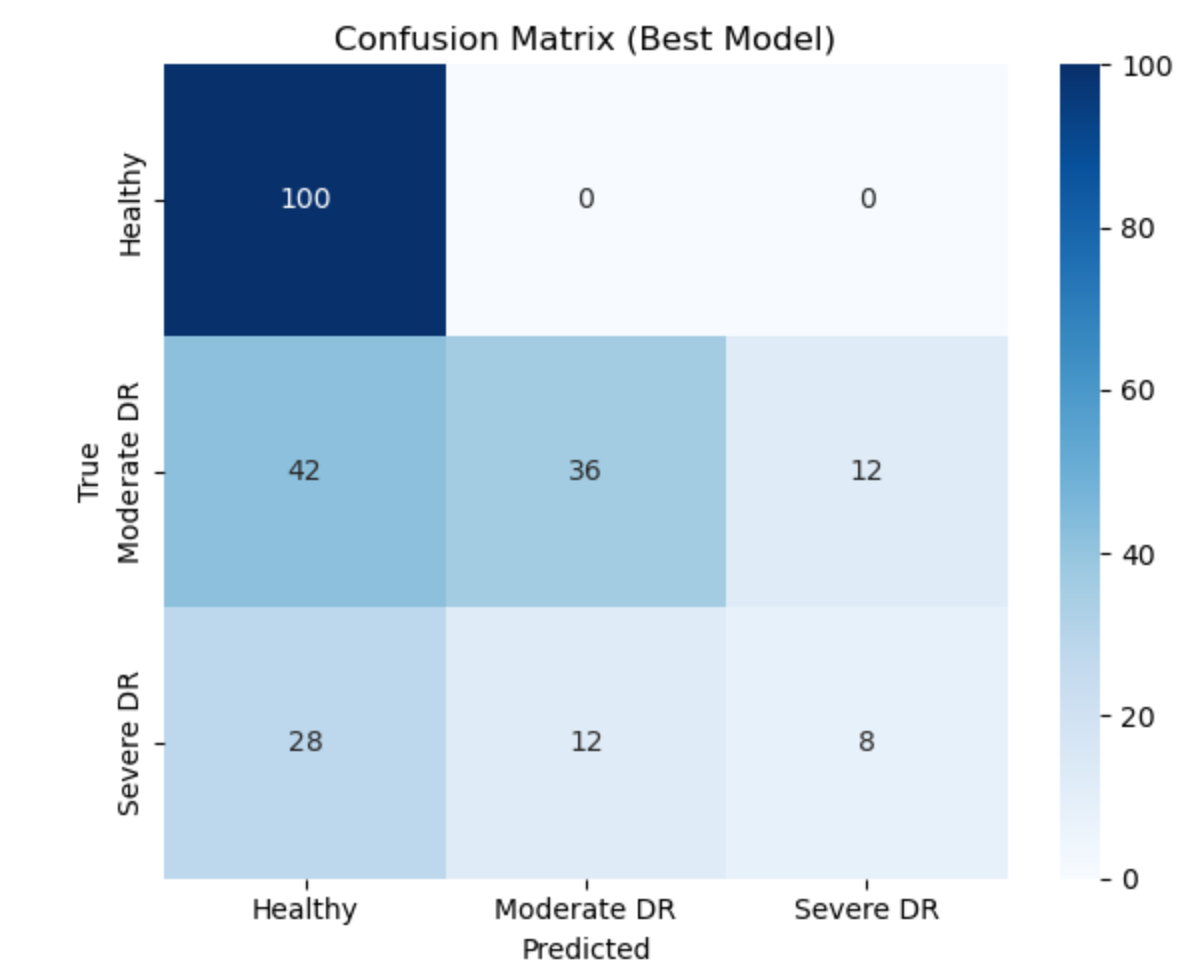 Confusion Matrix (Best Model)
100
80
60
40
20
0
True
Healthy
100 0 0
Moderate DR
42 36 12
Severe DR
28 12 8
Healthy Moderate DR Severe DR
Predicted